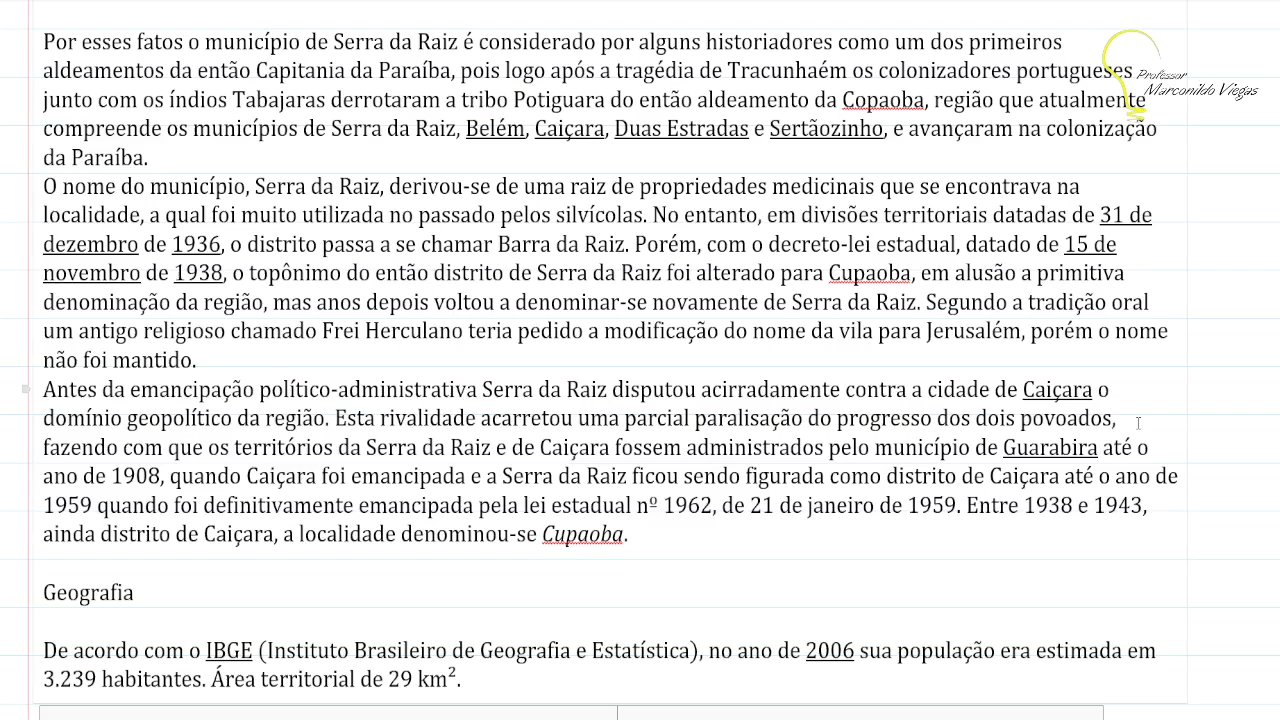 Por esses fatos o município de Serra da Raiz é considerado por alguns historiadores como um dos primeiros
aldeamentos da então Capitania da Paraíba, pois logo após a tragédia de Tracunhaém os colonizadores portugueses
junto com os índios Tabajaras derrotaram a tribo Potiguara do então aldeamento da Copaoba, região que atualmente
compreende os municípios de Serra da Raiz, Belém, Caiçara, Duas Estradas e Sertãozinho, e avançaram na colonização
da Paraíba.
Professor
Marconildo Viegas
O nome do município, Serra da Raiz, derivou-se de uma raiz de propriedades medicinais que se encontrava na
localidade, a qual foi muito utilizada no passado pelos silvícolas. No entanto, em divisões territoriais datadas de 31 de
dezembro de 1936, o distrito passa a se chamar Barra da Raiz. Porém, com o decreto-lei estadual, datado de 15 de
novembro de 1938, o topônimo do então distrito de Serra da Raiz foi alterado para Cupaoba, em alusão a primitiva
denominação da região, mas anos depois voltou a denominar-se novamente de Serra da Raiz. Segundo a tradição oral
um antigo religioso chamado Frei Herculano teria pedido a modificação do nome da vila para Jerusalém, porém o nome
não foi mantido.
Antes da emancipação político-administrativa Serra da Raiz disputou acirradamente contra a cidade de Caiçara o
domínio geopolítico da região. Esta rivalidade acarretou uma parcial paralisação do progresso dos dois povoados,
fazendo com que os territórios da Serra da Raiz e de Caiçara fossem administrados pelo município de Guarabira até o
ano de 1908, quando Caiçara foi emancipada e a Serra da Raiz ficou sendo figurada como distrito de Caiçara até o ano de
1959 quando foi definitivamente emancipada pela lei estadual nº 1962, de 21 de janeiro de 1959. Entre 1938 e 1943,
ainda distrito de Caiçara, a localidade denominou-se Cupaoba.
Geografia
De acordo com o IBGE (Instituto Brasileiro de Geografia e Estatística), no ano de 2006 sua população era estimada em
3.239 habitantes. Área territorial de 29 km².